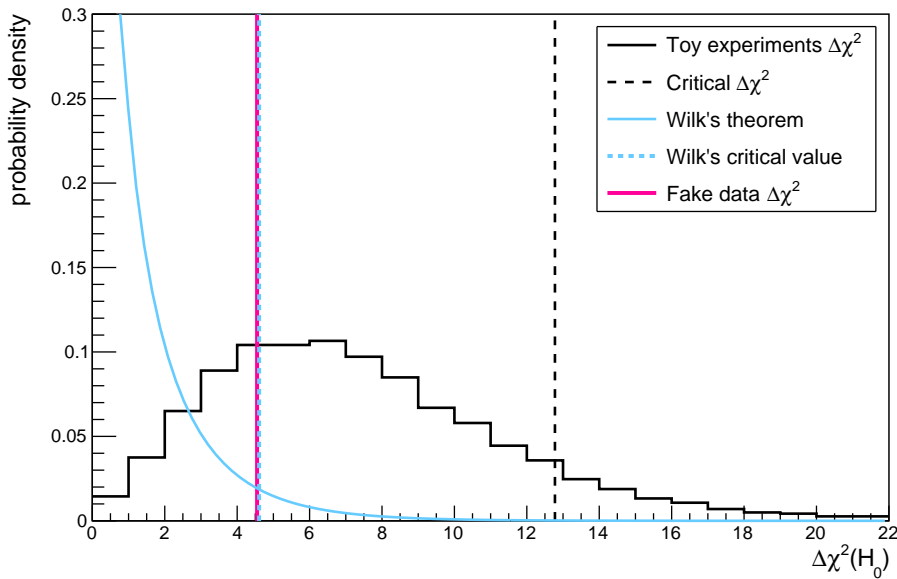 probability density
0.3
0.25
0.2
0.15
0.1
0.05
0
Toy experiments Δχ²
Critical Δχ²
Wilk's theorem
Wilk's critical value
Fake data Δχ²
0 2 4 6 8 10 12 14 16 18 20 22
Δχ²(H₀)